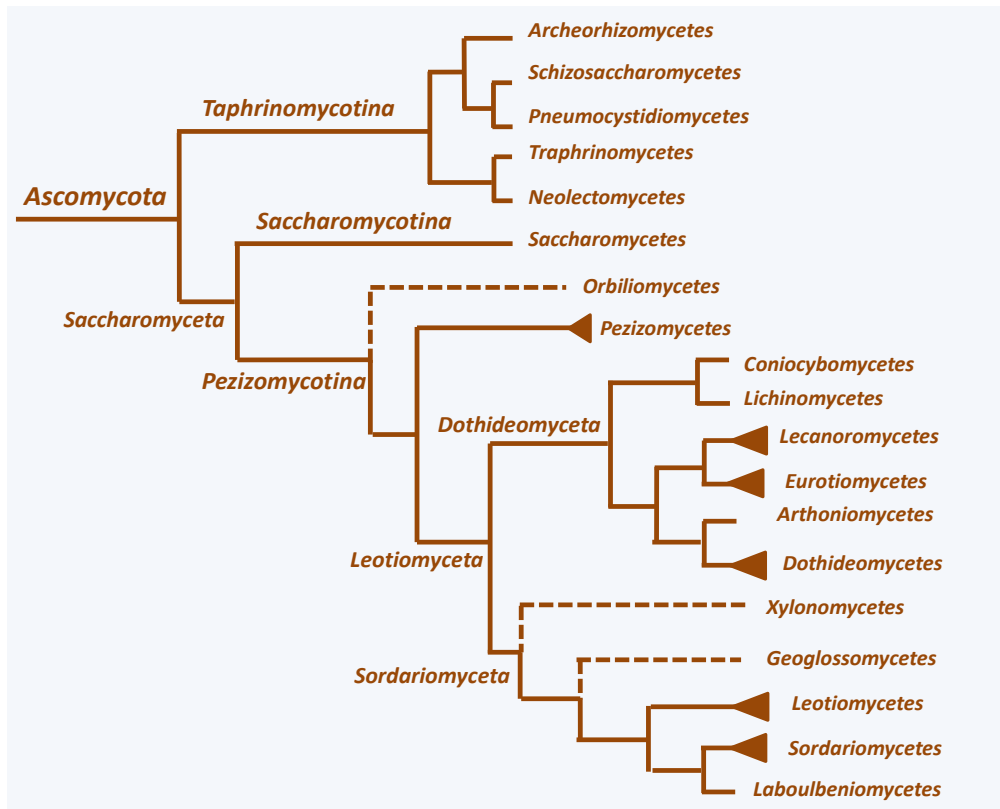 Archeorhizomycetes
Schizosaccharomycetes
Taphrinomycotina
Pneumocystidiomycetes
Traphrinomycetes
Ascomycota
Neolectomycetes
Saccharomycotina
Saccharomycetes
Orbiliomycetes
Saccharomyceta
Pezizomycetes
Coniocybomycetes
Pezizomycotina
Lichinomycetes
Dothideomyceta
Lecanoromycetes
Eurotiomycetes
Arthoniomycetes
Leotiomyceta
Dothideomycetes
Xylonomycetes
Geoglossomycetes
Sordariomyceta
Leotiomycetes
Sordariomycetes
Laboulbeniomycetes